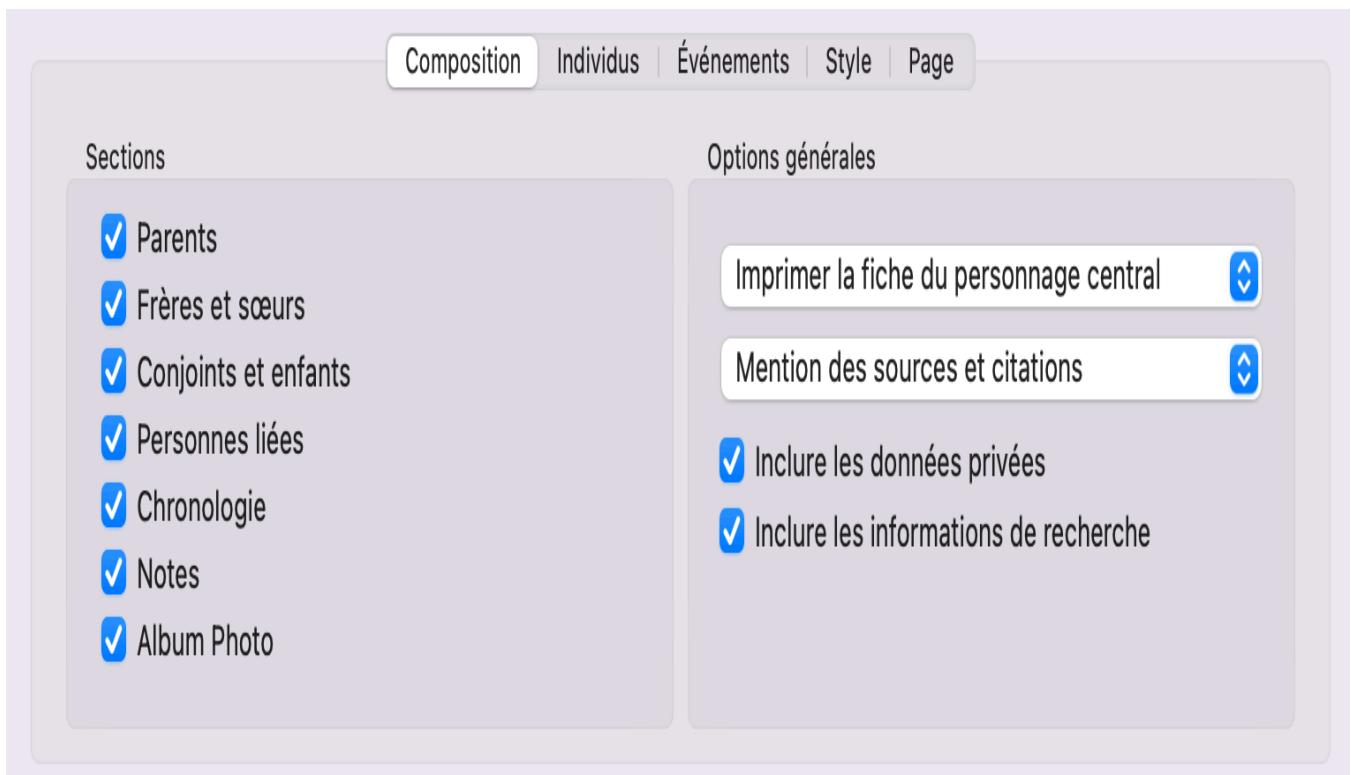 Composition Individus Événements Style Page
Sections
Parents
Frères et sœurs
Conjoints et enfants
Personnes liées
Chronologie
Notes
Album Photo
Options générales
Imprimer la fiche du personnage central
Mention des sources et citations
Inclure les données privées
Inclure les informations de recherche